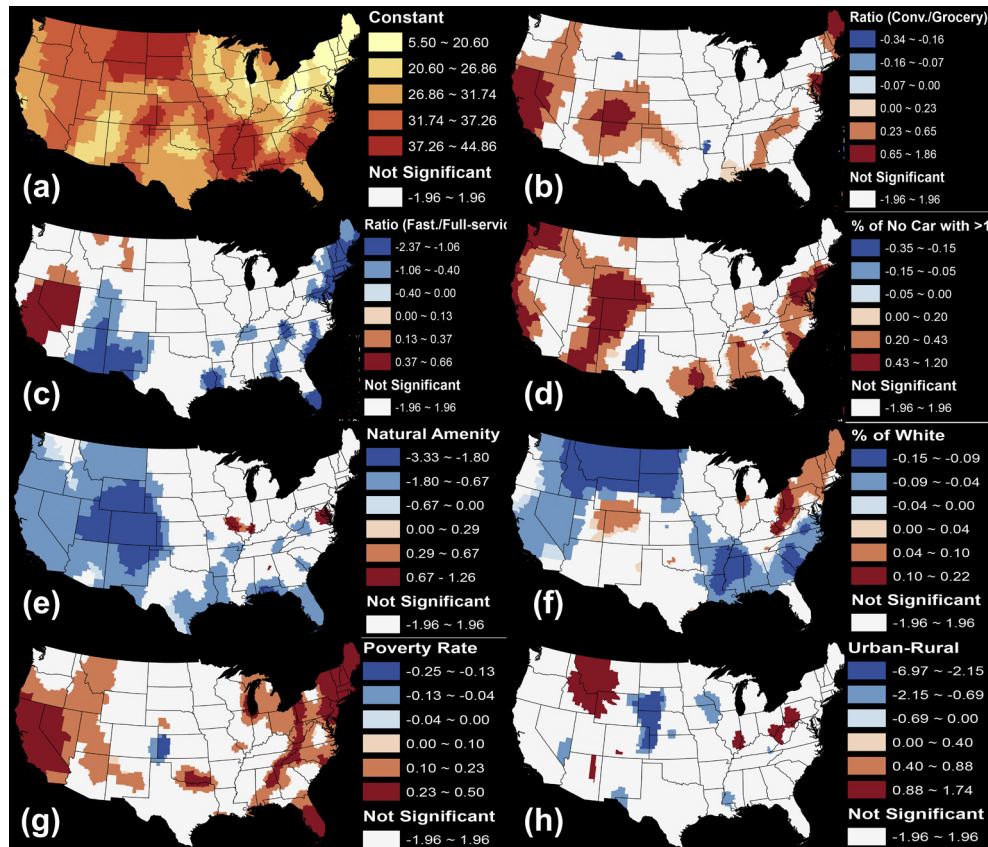 Constant
5.50 ~ 20.60
20.60 ~ 26.86
26.86 ~ 31.74
31.74 ~ 37.26
37.26 ~ 44.86
Not Significant
-1.96 ~ 1.96
(a)
Ratio (Conv./Grocery)
-0.34 ~ -0.16
-0.16 ~ -0.07
-0.07 ~ 0.00
0.00 ~ 0.23
0.23 ~ 0.65
0.65 ~ 1.86
Not Significant
-1.96 ~ 1.96
(b)
Ratio (Fast./Full-servic
-2.37 ~ -1.06
-1.06 ~ -0.40
-0.40 ~ 0.00
0.00 ~ 0.13
0.13 ~ 0.37
0.37 ~ 0.66
Not Significant
-1.96 ~ 1.96
(c)
% of No Car with >1
-0.35 ~ -0.15
-0.15 ~ -0.05
-0.05 ~ 0.00
0.00 ~ 0.20
0.20 ~ 0.43
0.43 ~ 1.20
Not Significant
-1.96 ~ 1.96
(d)
Natural Amenity
-3.33 ~ -1.80
-1.80 ~ -0.67
-0.67 ~ 0.00
0.00 ~ 0.29
0.29 ~ 0.67
0.67 - 1.26
Not Significant
-1.96 ~ 1.96
(e)
% of White
-0.15 ~ -0.09
-0.09 ~ -0.04
-0.04 ~ 0.00
0.00 ~ 0.04
0.04 ~ 0.10
0.10 ~ 0.22
Not Significant
-1.96 ~ 1.96
(f)
Poverty Rate
-0.25 ~ -0.13
-0.13 ~ -0.04
-0.04 ~ 0.00
0.00 ~ 0.10
0.10 ~ 0.23
0.23 ~ 0.50
Not Significant
-1.96 ~ 1.96
(g)
Urban-Rural
-6.97 ~ -2.15
-2.15 ~ -0.69
-0.69 ~ 0.00
0.00 ~ 0.40
0.40 ~ 0.88
0.88 ~ 1.74
Not Significant
-1.96 ~ 1.96
(h)